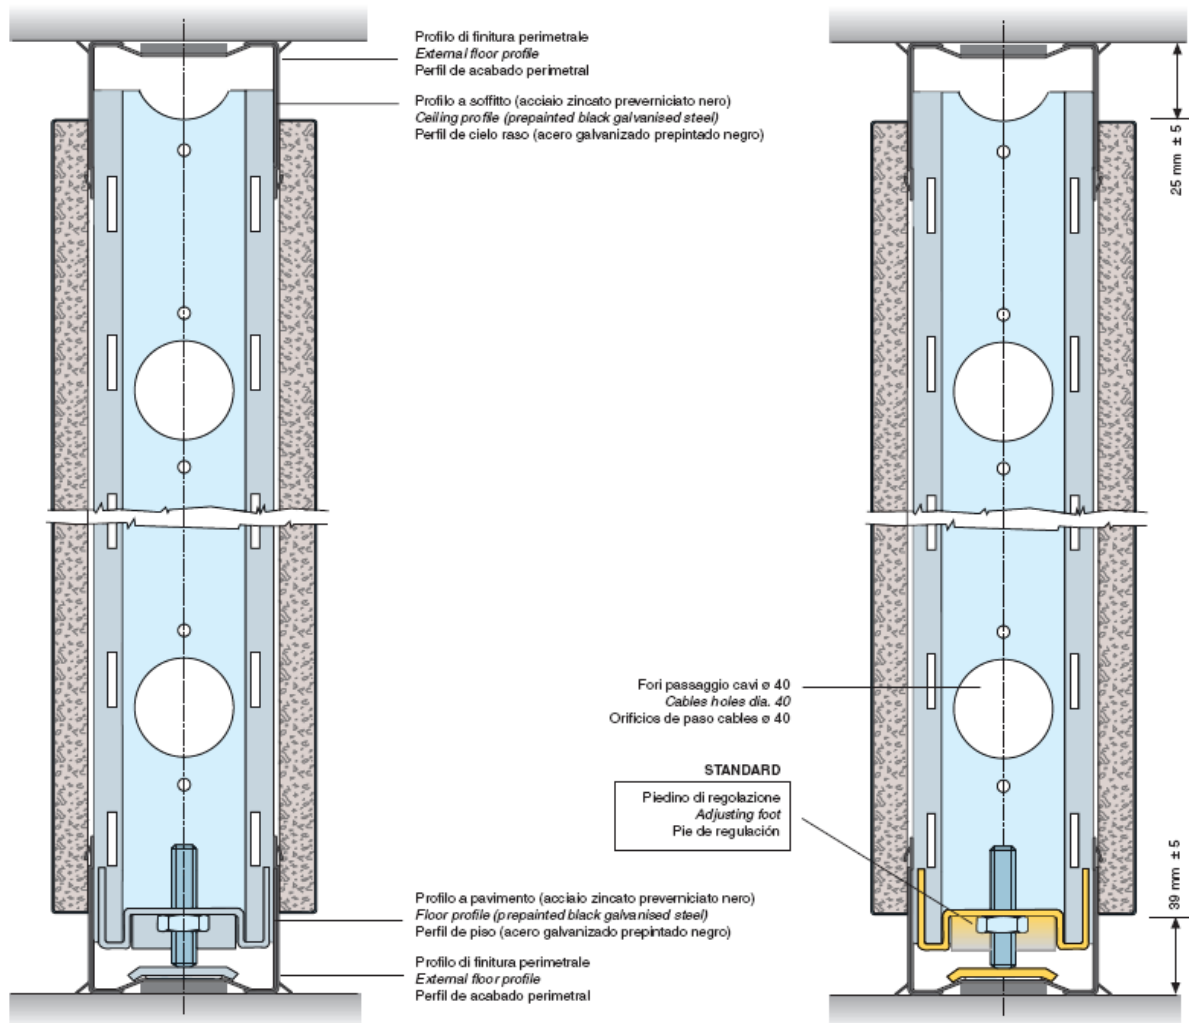 Profilo di finitura perimetrale
External floor profile
Perfil de acabado perimetral
Profilo a soffitto (acciaio zincato preverniciato nero)
Ceiling profile (prepainted black galvanised steel)
Perfil de cielo raso (acero galvanizado prepintado negro)
25 mm ± 5
Fori passaggio cavi ø 40
Cables holes dia. 40
Orificios de paso cables ø 40
STANDARD
Piedino di regolazione
Adjusting foot
Pie de regulación
39 mm ± 5
Profilo a pavimento (acciaio zincato preverniciato nero)
Floor profile (prepainted black galvanised steel)
Perfil de piso (acero galvanizado prepintado negro)
Profilo di finitura perimetrale
External floor profile
Perfil de acabado perimetral